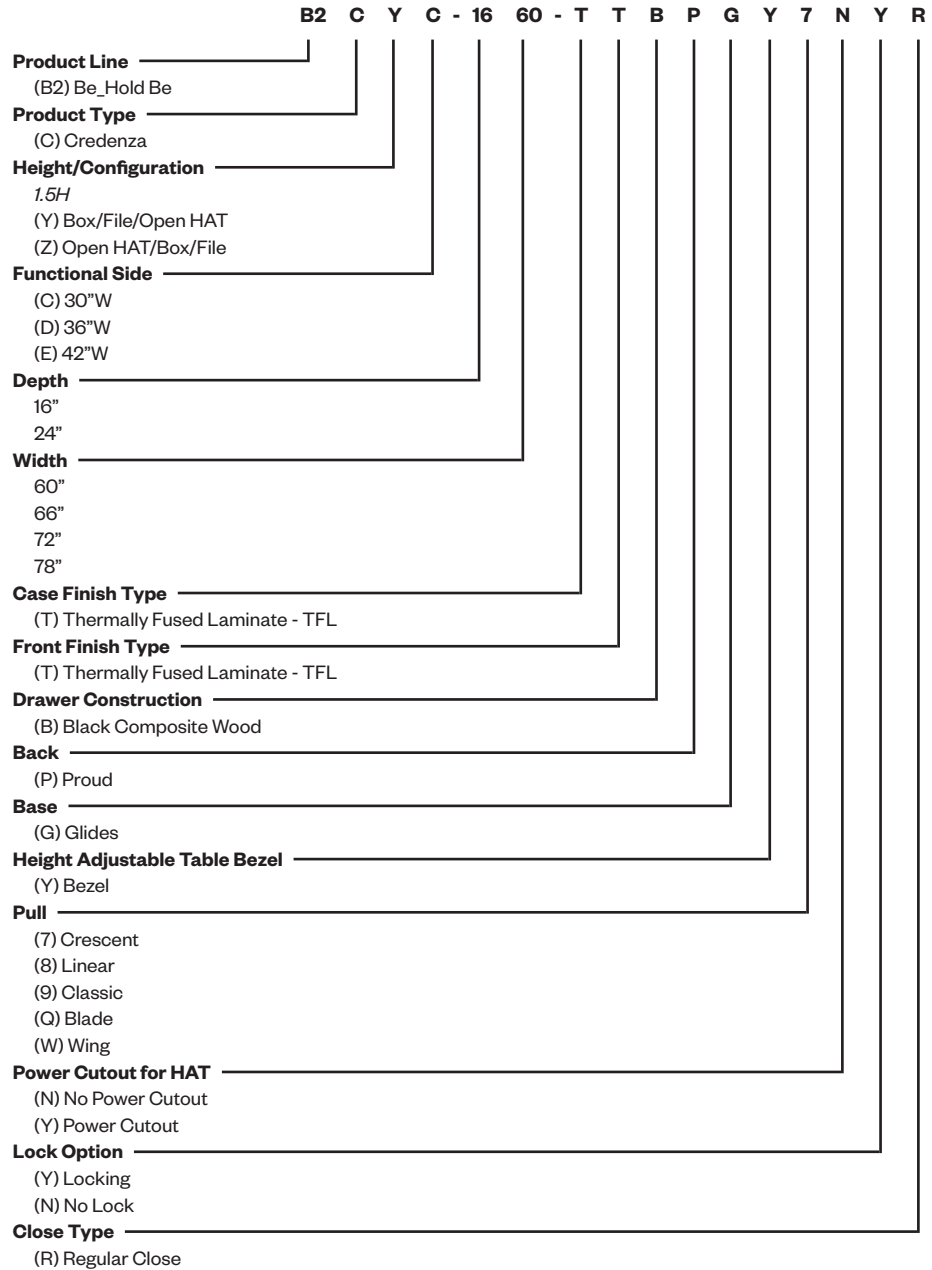 B2 C Y C - 16 60 - T T B P G Y 7 N Y R
Product Line
(B2) Be_Hold Be
Product Type
(C) Credenza
Height/Configuration
1.5H
(Y) Box/File/Open HAT
(Z) Open HAT/Box/File
Functional Side
(C) 30”W
(D) 36”W
(E) 42”W
Depth
16”
24”
Width
60”
66”
72”
78”
Case Finish Type
(T) Thermally Fused Laminate - TFL
Front Finish Type
(T) Thermally Fused Laminate - TFL
Drawer Construction
(B) Black Composite Wood
Back
(P) Proud
Base
(G) Glides
Height Adjustable Table Bezel
(Y) Bezel
Pull
(7) Crescent
(8) Linear
(9) Classic
(Q) Blade
(W) Wing
Power Cutout for HAT
(N) No Power Cutout
(Y) Power Cutout
Lock Option
(Y) Locking
(N) No Lock
Close Type
(R) Regular Close